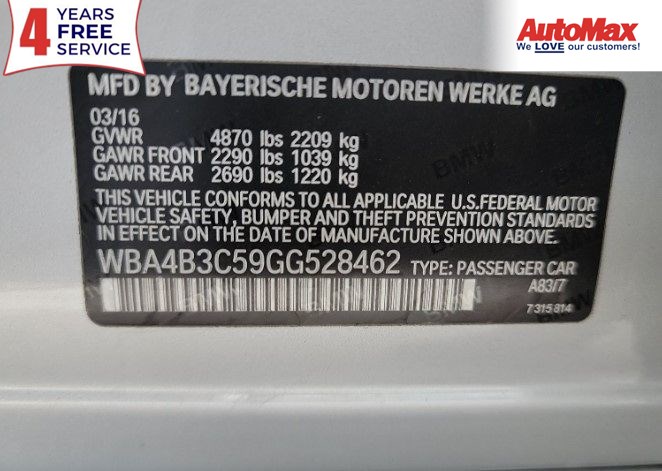 4 YEARS
FREE
SERVICE
AutoMax
We LOVE our customers!
MFD BY BAYERISCHE MOTOREN WERKE AG
03/16
GVWR 4870 lbs 2209 kg
GAWR FRONT 2290 lbs 1039 kg
GAWR REAR 2690 lbs 1220 kg
THIS VEHICLE CONFORMS TO ALL APPLICABLE U.S.FEDERAL MOTOR
VEHICLE SAFETY, BUMPER AND THEFT PREVENTION STANDARDS
IN EFFECT ON THE DATE OF MANUFACTURE SHOWN ABOVE.
WBA4B3C59GG528462 TYPE: PASSENGER CAR
A83/7
7 315 814
BMW